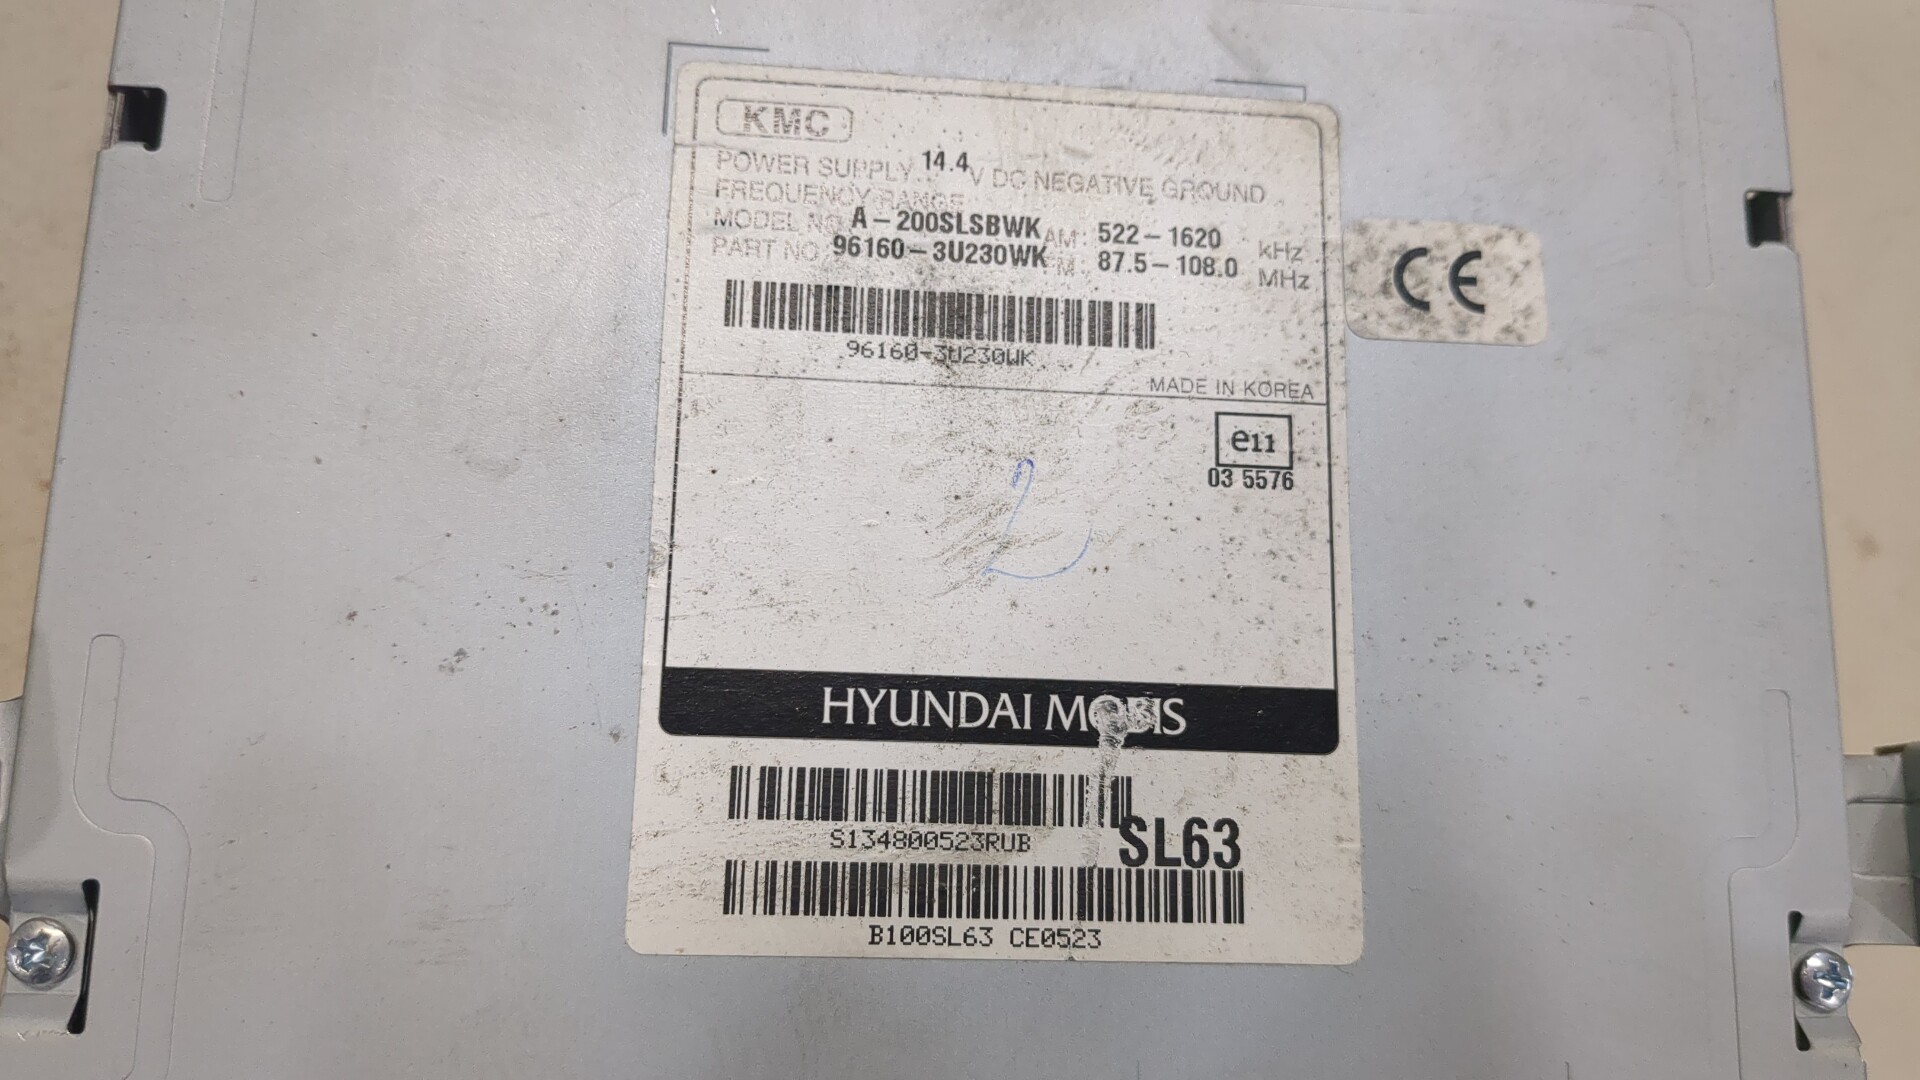 KMC
POWER SUPPLY 14.4 V DC NEGATIVE GROUND
FREQUENCY RANGE
MODEL NO A-200SLSBWK AM : 522-1620 kHz
PART NO 96160-3U230WK FM : 87.5-108.0 MHz
96160-3U230WK
CE
MADE IN KOREA
e11
03 5576
2
HYUNDAI MOBIS
S134800523RUB
SL63
B100SL63 CE0523